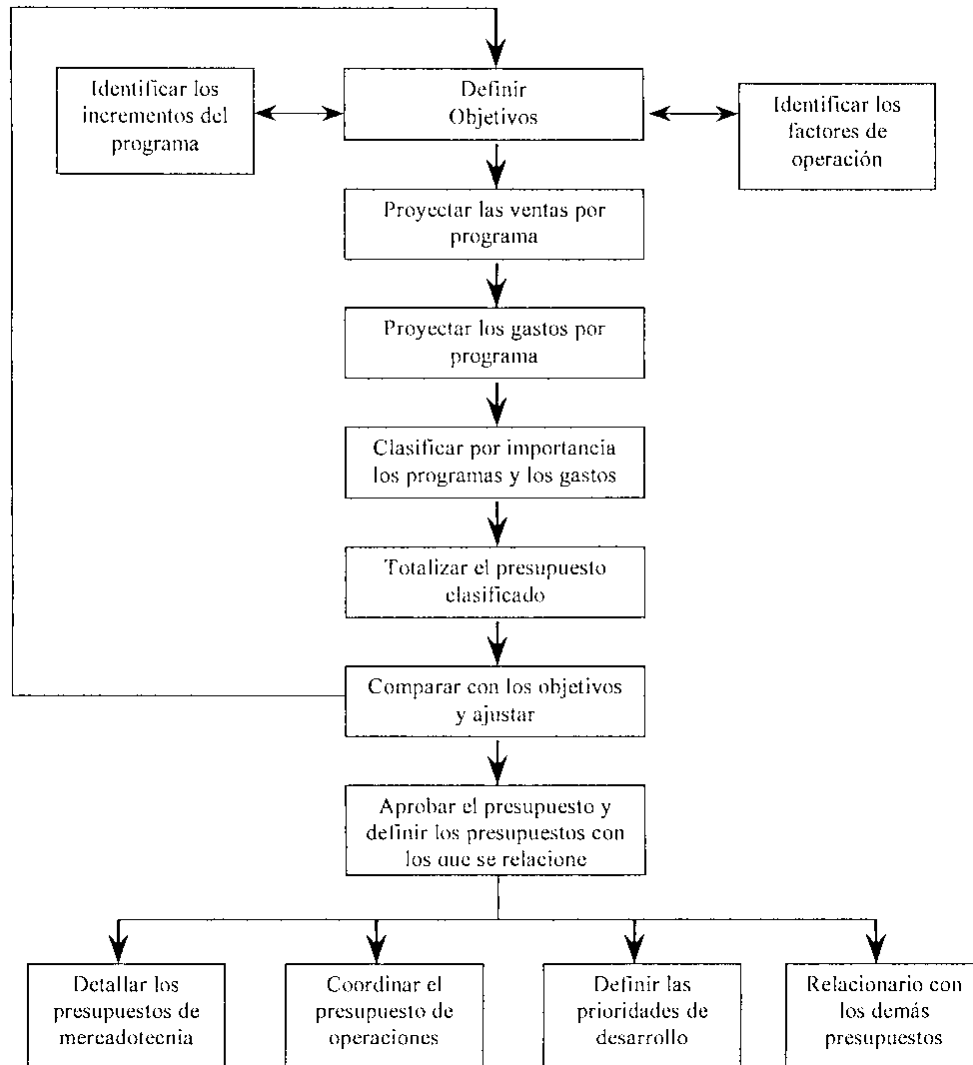 Identificar los
incrementos del
programa
Definir
Objetivos
Identificar los
factores de
operación
Proyectar las ventas por
programa
Proyectar los gastos por
programa
Clasificar por importancia
los programas y los gastos
Totalizar el presupuesto
clasificado
Comparar con los objetivos
y ajustar
Aprobar el presupuesto y
definir los presupuestos con
los que se relacione
Detallar los
presupuestos de
mercadotecnia
Coordinar el
presupuesto de
operaciones
Definir las
prioridades de
desarrollo
Relacionario con
los demás
presupuestos